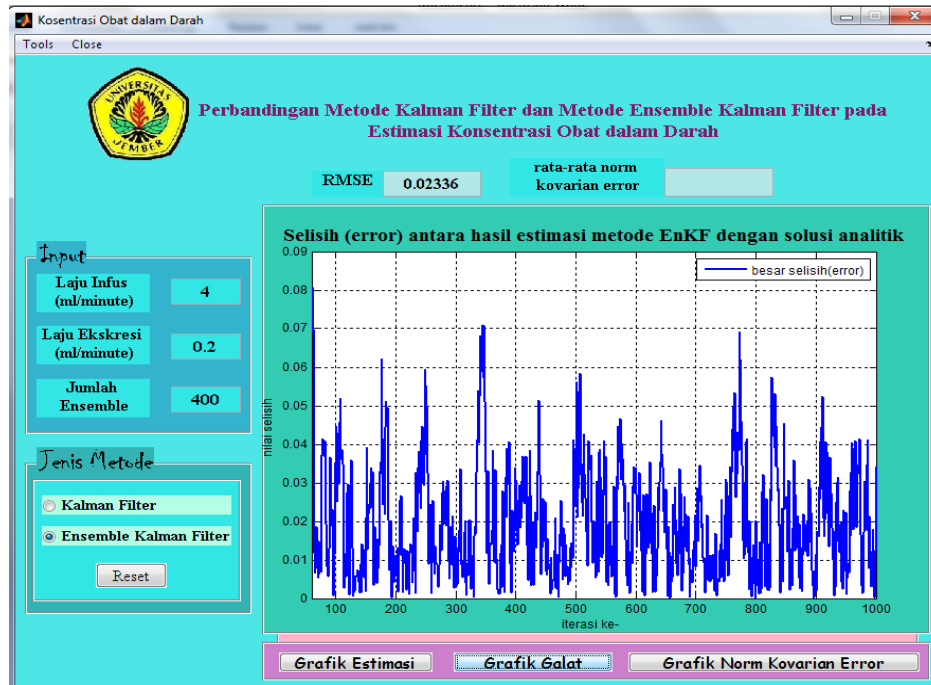 Kosentrasi Obat dalam Darah
Tools Close
UNIVERSITAS
JEMBER
Perbandingan Metode Kalman Filter dan Metode Ensemble Kalman Filter pada
Estimasi Konsentrasi Obat dalam Darah
RMSE 0.02336
rata-rata norm
kovarian error
Input
Laju Infus
(ml/minute) 4
Laju Ekskresi
(ml/minute) 0.2
Jumlah
Ensemble 400
Jenis Metode
Kalman Filter
Ensemble Kalman Filter
Reset
Selisih (error) antara hasil estimasi metode EnKF dengan solusi analitik
besar selisih(error)
0.09
0.08
0.07
0.06
0.05
0.04
0.03
0.02
0.01
0
nilai selisih
100 200 300 400 500 600 700 800 900 1000
iterasi ke-
Grafik Estimasi Grafik Galat Grafik Norm Kovarian Error